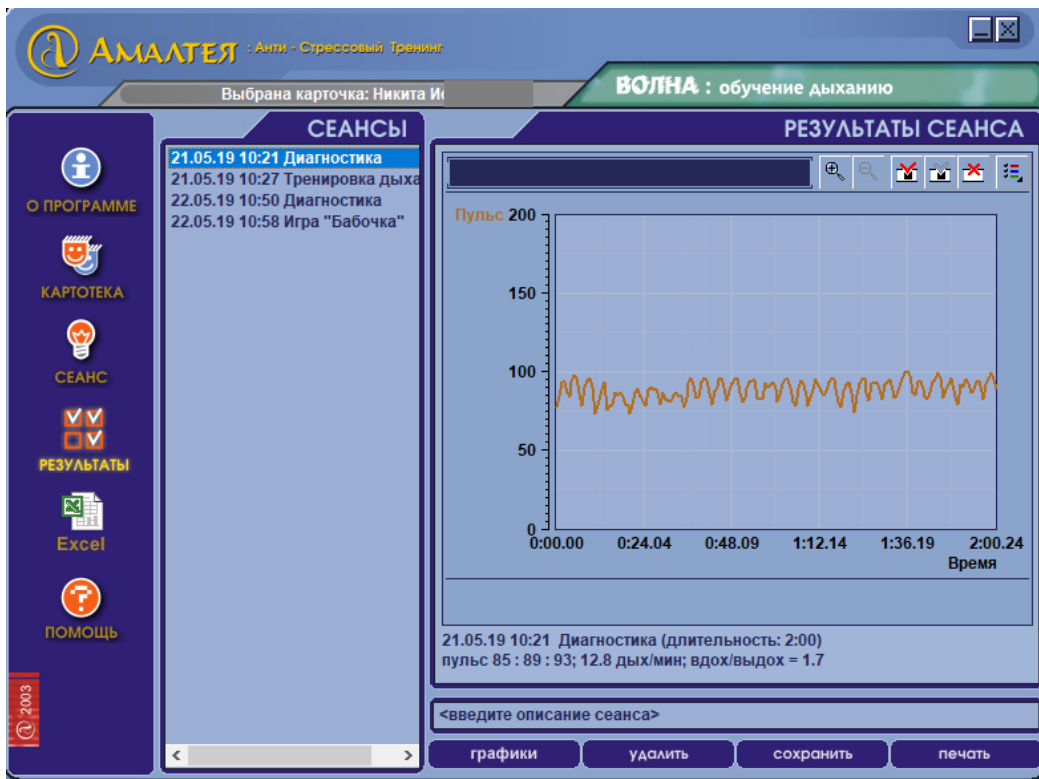 АМАЛТЕЯ : Анти - Стрессовый Тренинг
Выбрана карточка: Никита
ВОЛНА : обучение дыханию
СЕАНСЫ
РЕЗУЛЬТАТЫ СЕАНСА
21.05.19 10:21 Диагностика
21.05.19 10:27 Тренировка дыха
22.05.19 10:50 Диагностика
22.05.19 10:58 Игра "Бабочка"
О ПРОГРАММЕ
КАРТОТЕКА
СЕАНС
РЕЗУЛЬТАТЫ
Excel
ПОМОЩЬ
@ 2003
Пульс 200
150
100
50
0
0:00.00 0:24.04 0:48.09 1:12.14 1:36.19 2:00.24
Время
21.05.19 10:21 Диагностика (длительность: 2:00)
пульс 85 : 89 : 93; 12.8 дых/мин; вдох/выдох = 1.7
<введите описание сеанса>
графики удалить сохранить печать